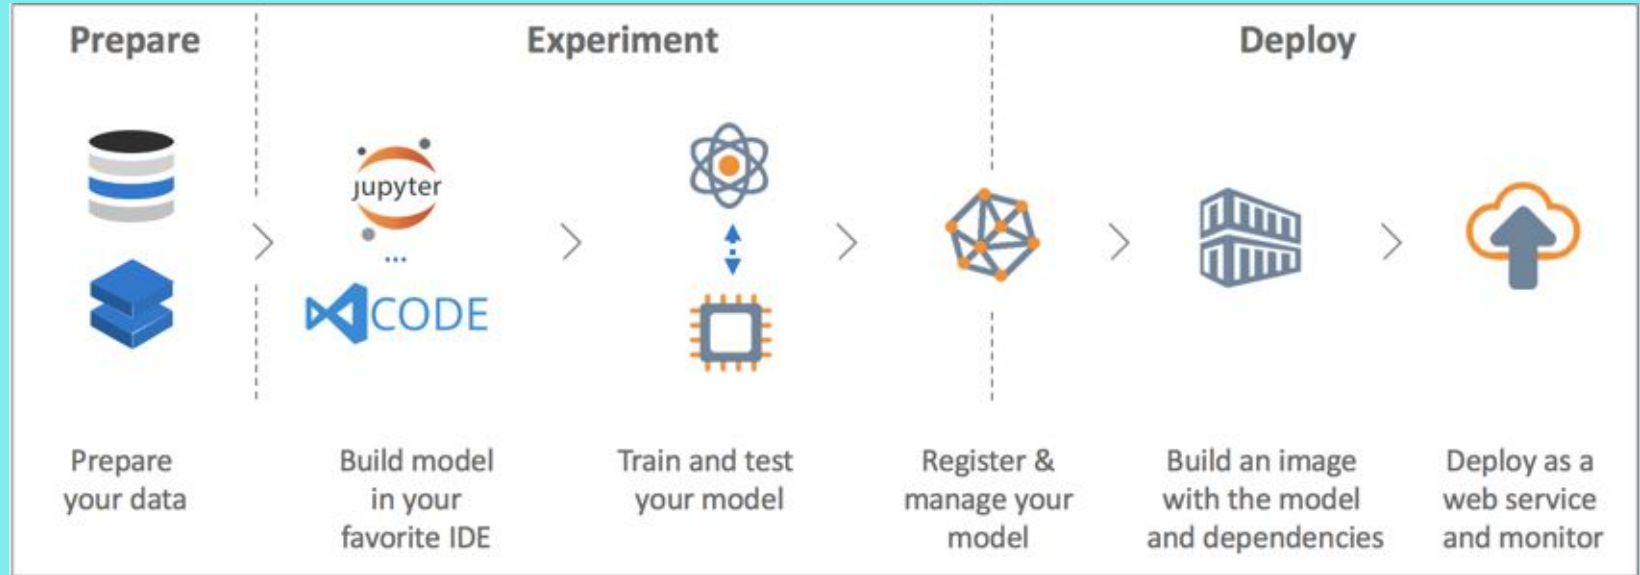 Prepare
Experiment
Deploy
jupyter
...
CODE
Prepare
your data
Build model
in your
favorite IDE
Train and test
your model
Register &
manage your
model
Build an image
with the model
and dependencies
Deploy as a
web service
and monitor